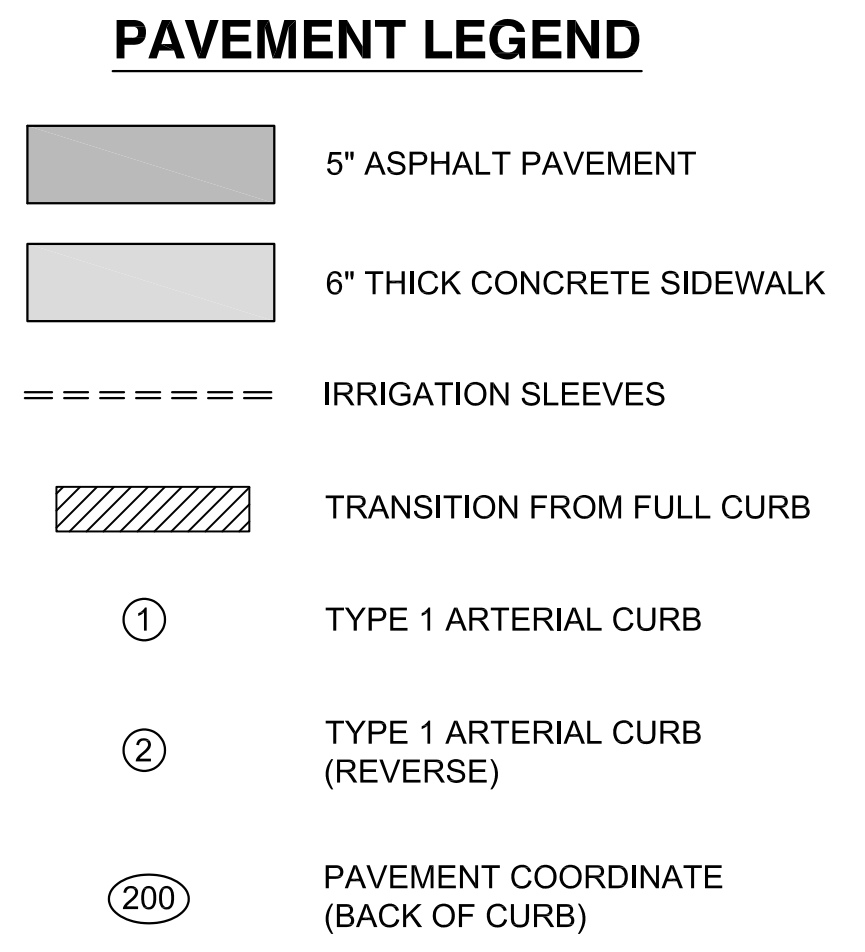 PAVEMENT LEGEND
5" ASPHALT PAVEMENT
6" THICK CONCRETE SIDEWALK
IRRIGATION SLEEVES
TRANSITION FROM FULL CURB
1 TYPE 1 ARTERIAL CURB
2 TYPE 1 ARTERIAL CURB
(REVERSE)
200 PAVEMENT COORDINATE
(BACK OF CURB)